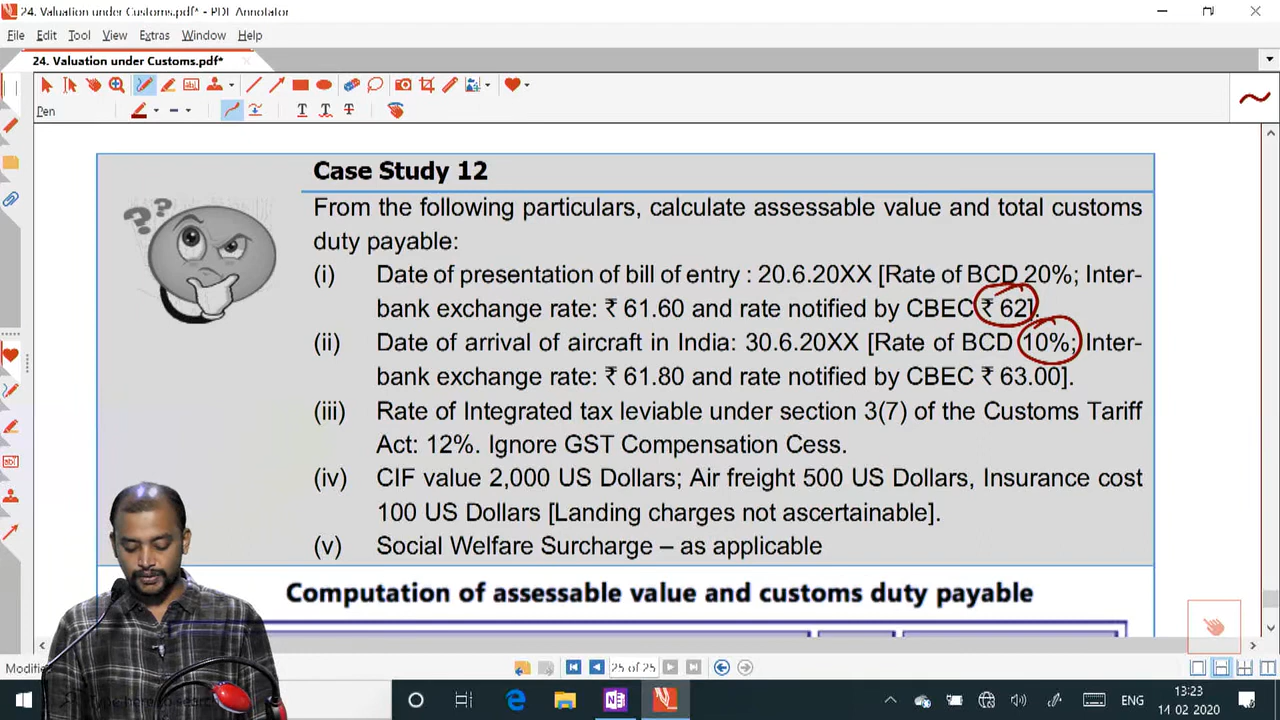 24. Valuation under Customs.pdf* - PDF Annotator
File Edit Tool View Extras Window Help
24. Valuation under Customs.pdf*
Pen
Case Study 12
From the following particulars, calculate assessable value and total customs
duty payable:
(i) Date of presentation of bill of entry : 20.6.20XX [Rate of BCD 20%; Inter-
bank exchange rate: ₹ 61.60 and rate notified by CBEC ₹ 62].
(ii) Date of arrival of aircraft in India: 30.6.20XX [Rate of BCD 10%; Inter-
bank exchange rate: ₹ 61.80 and rate notified by CBEC ₹ 63.00].
(iii) Rate of Integrated tax leviable under section 3(7) of the Customs Tariff
Act: 12%. Ignore GST Compensation Cess.
(iv) CIF value 2,000 US Dollars; Air freight 500 US Dollars, Insurance cost
100 US Dollars [Landing charges not ascertainable].
(v) Social Welfare Surcharge – as applicable
Computation of assessable value and customs duty payable
25 of 25
ENG
13:23
14-02-2020